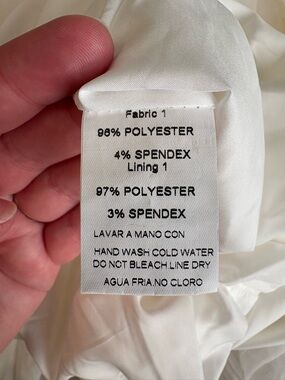 Fabric 1
96% POLYESTER
4% SPENDEX
Lining 1
97% POLYESTER
3% SPENDEX
LAVAR A MANO CON
HAND WASH COLD WATER
DO NOT BLEACH LINE DRY
AGUA FRIA NO CLORO